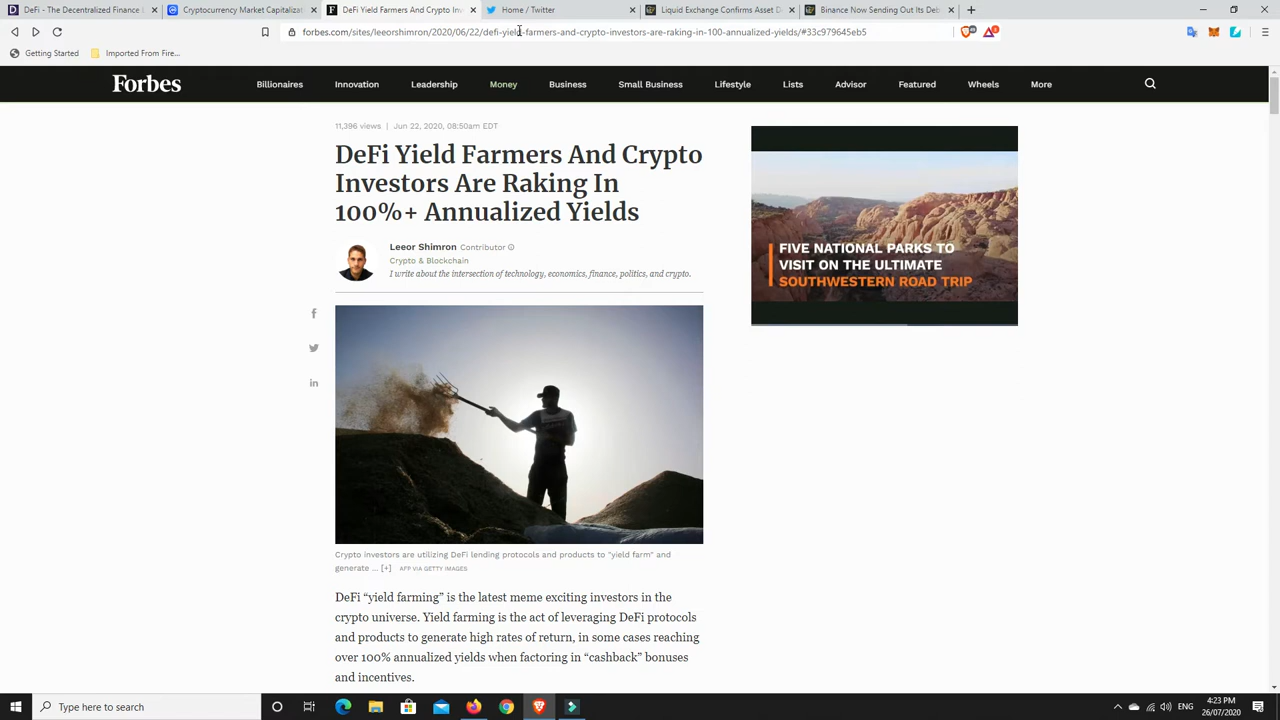 DeFi - The Decentralized Finance L
Cryptocurrency Market Capitaliza
DeFi Yield Farmers And Crypto Inv
Home / Twitter
Liquid Exchange Confirms Asset D
Binance Now Sending Out Its Deb
forbes.com/sites/leeorshimron/2020/06/22/defi-yield-farmers-and-crypto-investors-are-raking-in-100-annualized-yields/#33c979645eb5
Getting Started
Imported From Fire...
Forbes
Billionaires
Innovation
Leadership
Money
Business
Small Business
Lifestyle
Lists
Advisor
Featured
Wheels
More
11,396 views | Jun 22, 2020, 08:50am EDT
DeFi Yield Farmers And Crypto
Investors Are Raking In
100%+ Annualized Yields
Leeor Shimron Contributor
Crypto & Blockchain
I write about the intersection of technology, economics, finance, politics, and crypto.
FIVE NATIONAL PARKS TO
VISIT ON THE ULTIMATE
SOUTHWESTERN ROAD TRIP
Crypto investors are utilizing DeFi lending protocols and products to "yield farm" and
generate ... [+] AFP VIA GETTY IMAGES
DeFi “yield farming” is the latest meme exciting investors in the
crypto universe. Yield farming is the act of leveraging DeFi protocols
and products to generate high rates of return, in some cases reaching
over 100% annualized yields when factoring in “cashback” bonuses
and incentives.
Type here to search
ENG
4:23 PM
26/07/2020